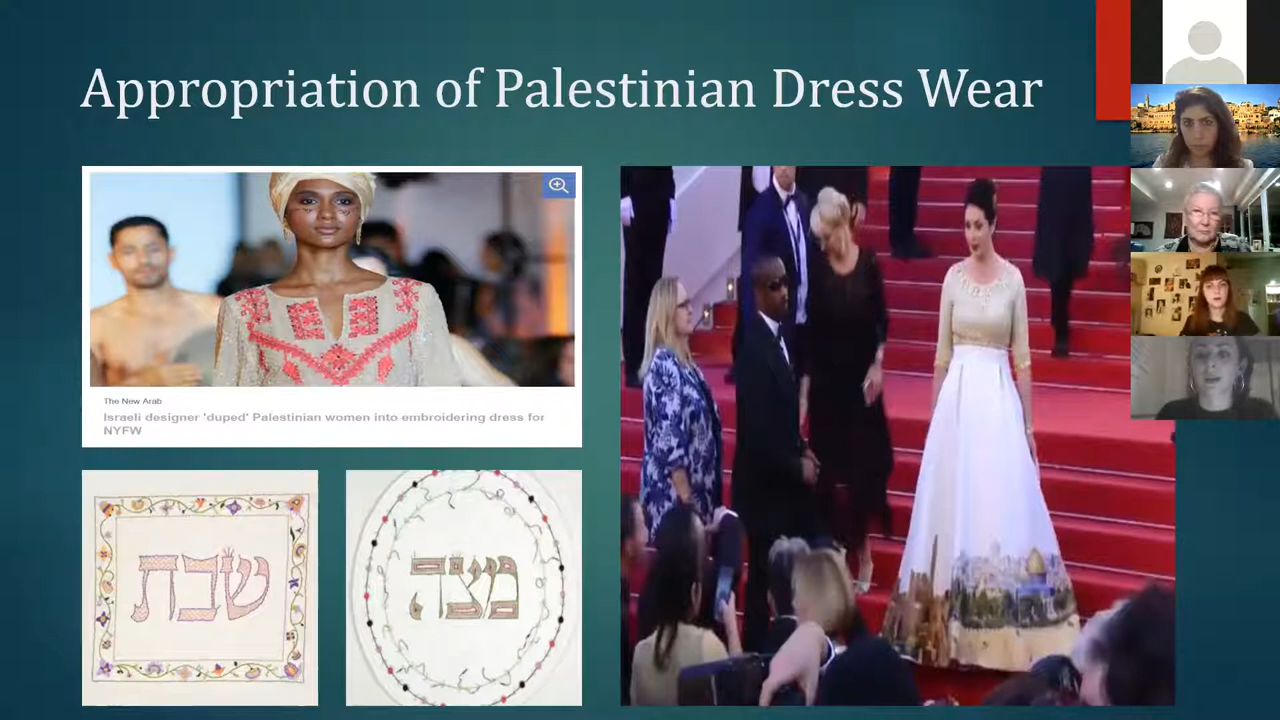 Appropriation of Palestinian Dress Wear
The New Arab
Israeli designer 'duped' Palestinian women into embroidering dress for
NYFW
שבת
מצה